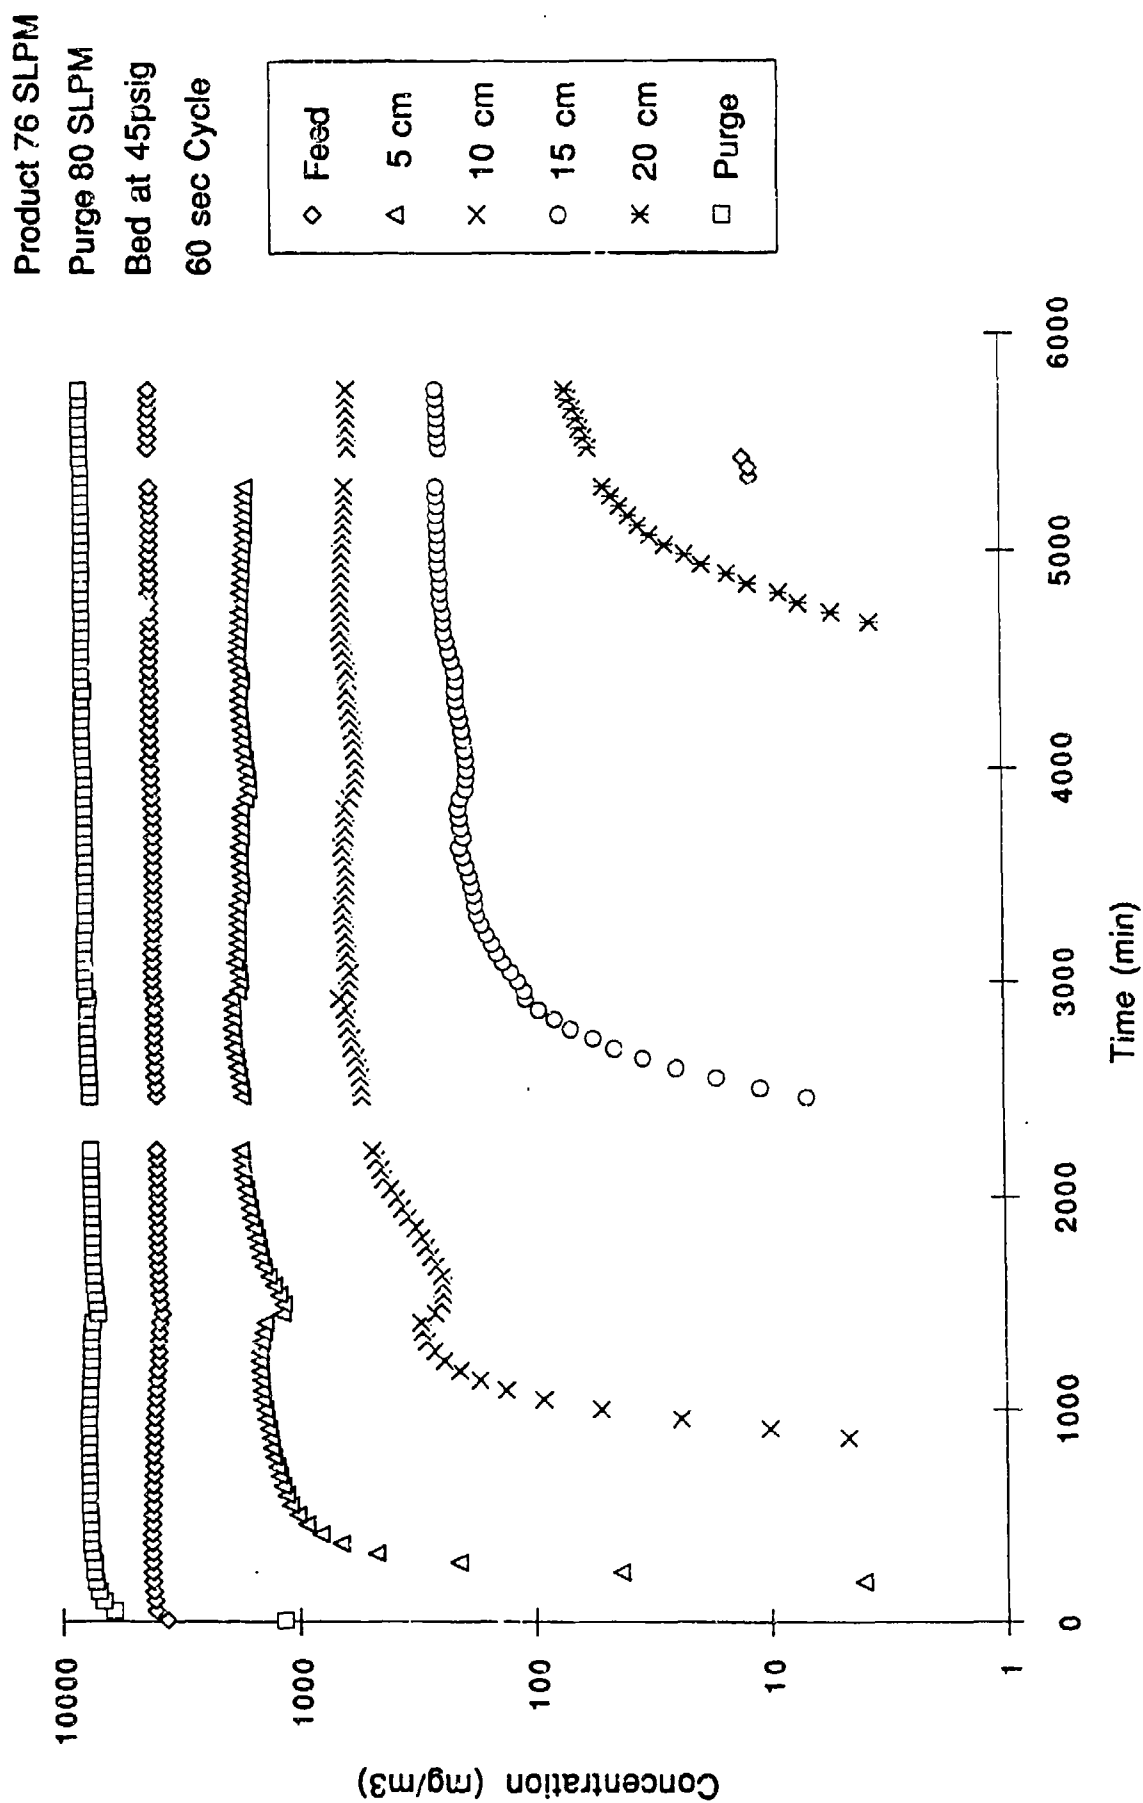 Product 76 SLPM
Purge 80 SLPM
Bed at 45psig
60 sec Cycle
Feed
5 cm
10 cm
15 cm
20 cm
Purge
10000
1000
100
10
1
Concentration (mg/m3)
0
1000
2000
3000
4000
5000
6000
Time (min)